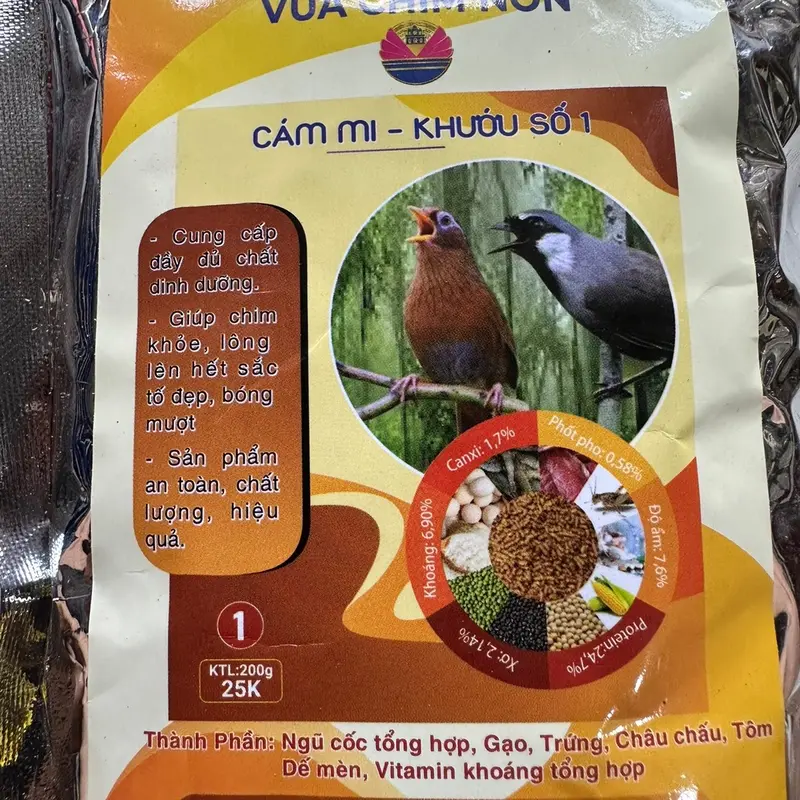 VUA CHIM NON
CÁM MI - KHƯỚU SỐ 1
- Cung cấp
đầy đủ chất
dinh dưỡng.
- Giúp chim
khỏe, lông
lên hết sắc
tố đẹp, bóng
mượt
- Sản phẩm
an toàn, chất
lượng, hiệu
quả.
Canxi: 1,7%
Phốt pho: 0,58%
Độ ẩm: 7,6%
Protein:24,7%
Xơ: 2,14%
Khoáng: 6,90%
1
KTL:200g
25K
Thành Phần: Ngũ cốc tổng hợp, Gạo, Trứng, Châu chấu, Tôm
Dế mèn, Vitamin khoáng tổng hợp